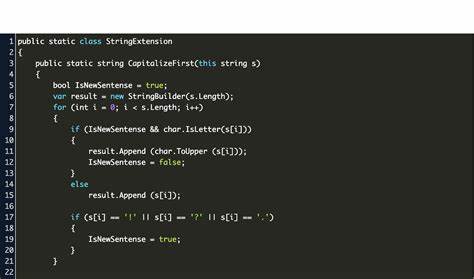 1 public static class StringExtension
2 {
3 public static string CapitalizeFirst(this string s)
4 {
5 bool IsNewSentense = true;
6 var result = new StringBuilder(s.Length);
7 for (int i = 0; i < s.Length; i++)
8 {
9 if (IsNewSentense && char.IsLetter(s[i]))
10 {
11 result.Append (char.ToUpper (s[i]));
12 IsNewSentense = false;
13 }
14 else
15 result.Append (s[i]);
16
17 if (s[i] == '!' || s[i] == '?' || s[i] == '.')
18 {
19 IsNewSentense = true;
20 }
21 }
22